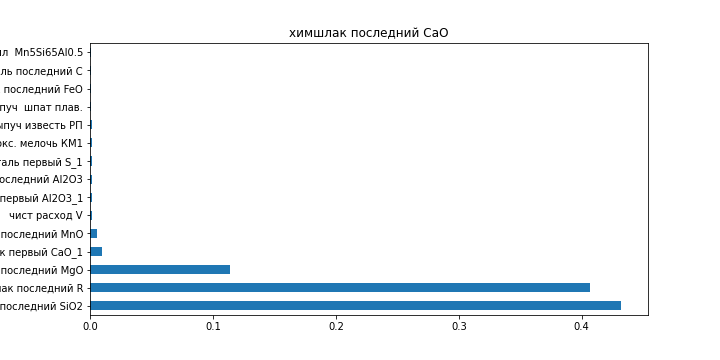 химшлак последний CaO
Mn5Si65Al0.5
последний C
последний FeO
шпат плав.
известь РП
мелочь КМ1
первый S_1
Al2O3
первый Al2O3_1
чист расход V
последний MnO
первый CaO_1
последний MgO
последний R
последний SiO2
0.0 0.1 0.2 0.3 0.4